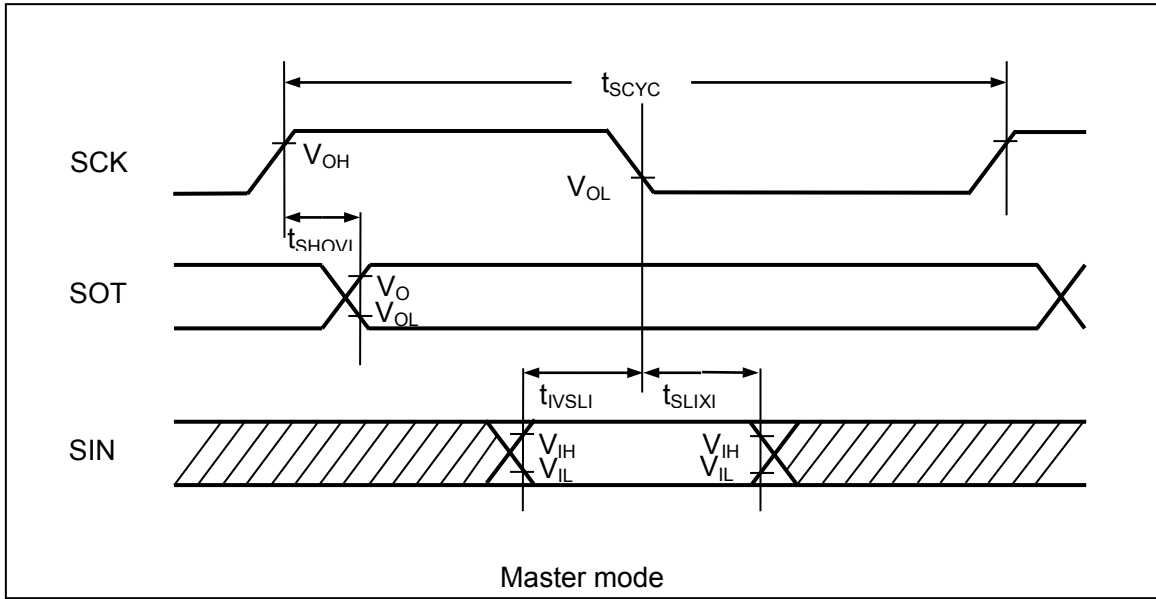 tSCYC
SCK
VOH
VOL
tSHOVI
SOT
VO
VOL
tIVSLI
tSLIXI
SIN
VIH
VIL
VIH
VIL
Master mode